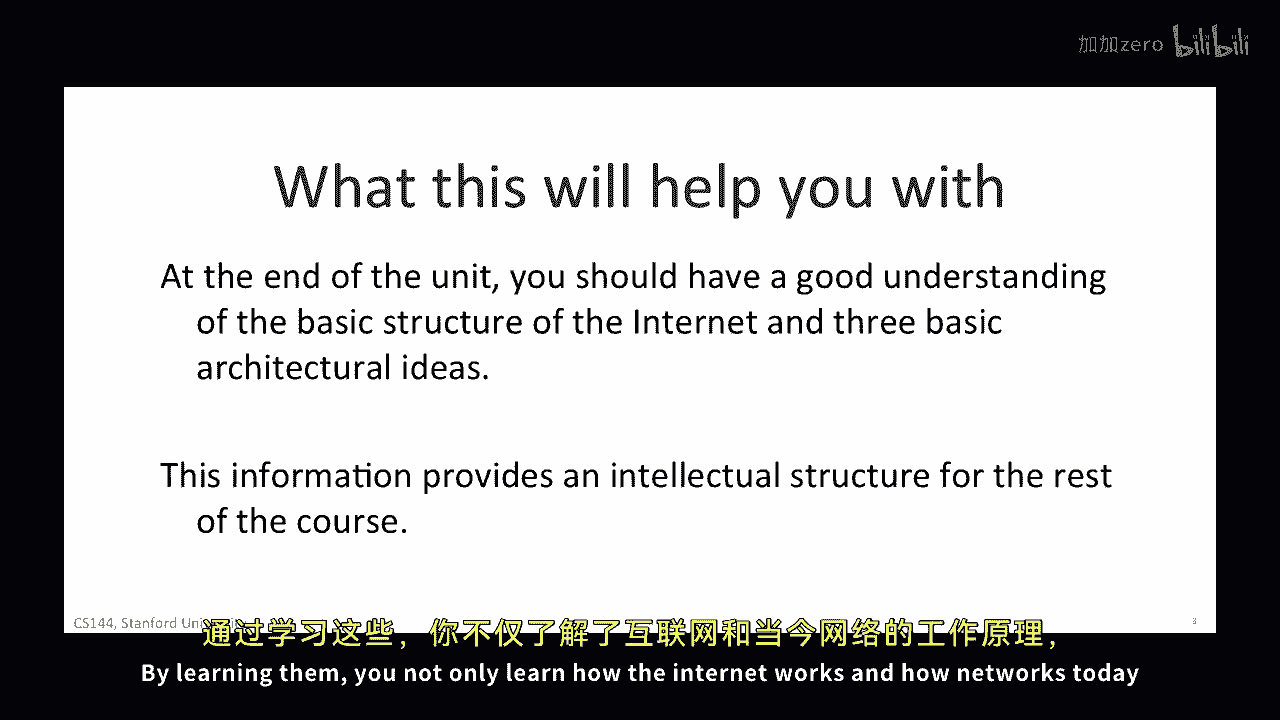 加加zero bilibili
What this will help you with
At the end of the unit, you should have a good understanding
of the basic structure of the Internet and three basic
architectural ideas.
This information provides an intellectual structure for the rest
of the course.
CS144, Stanford
3
通过学习这些，你不仅了解了互联网和当今网络的工作原理，
By learning them, you not only learn how the internet works and how networks today